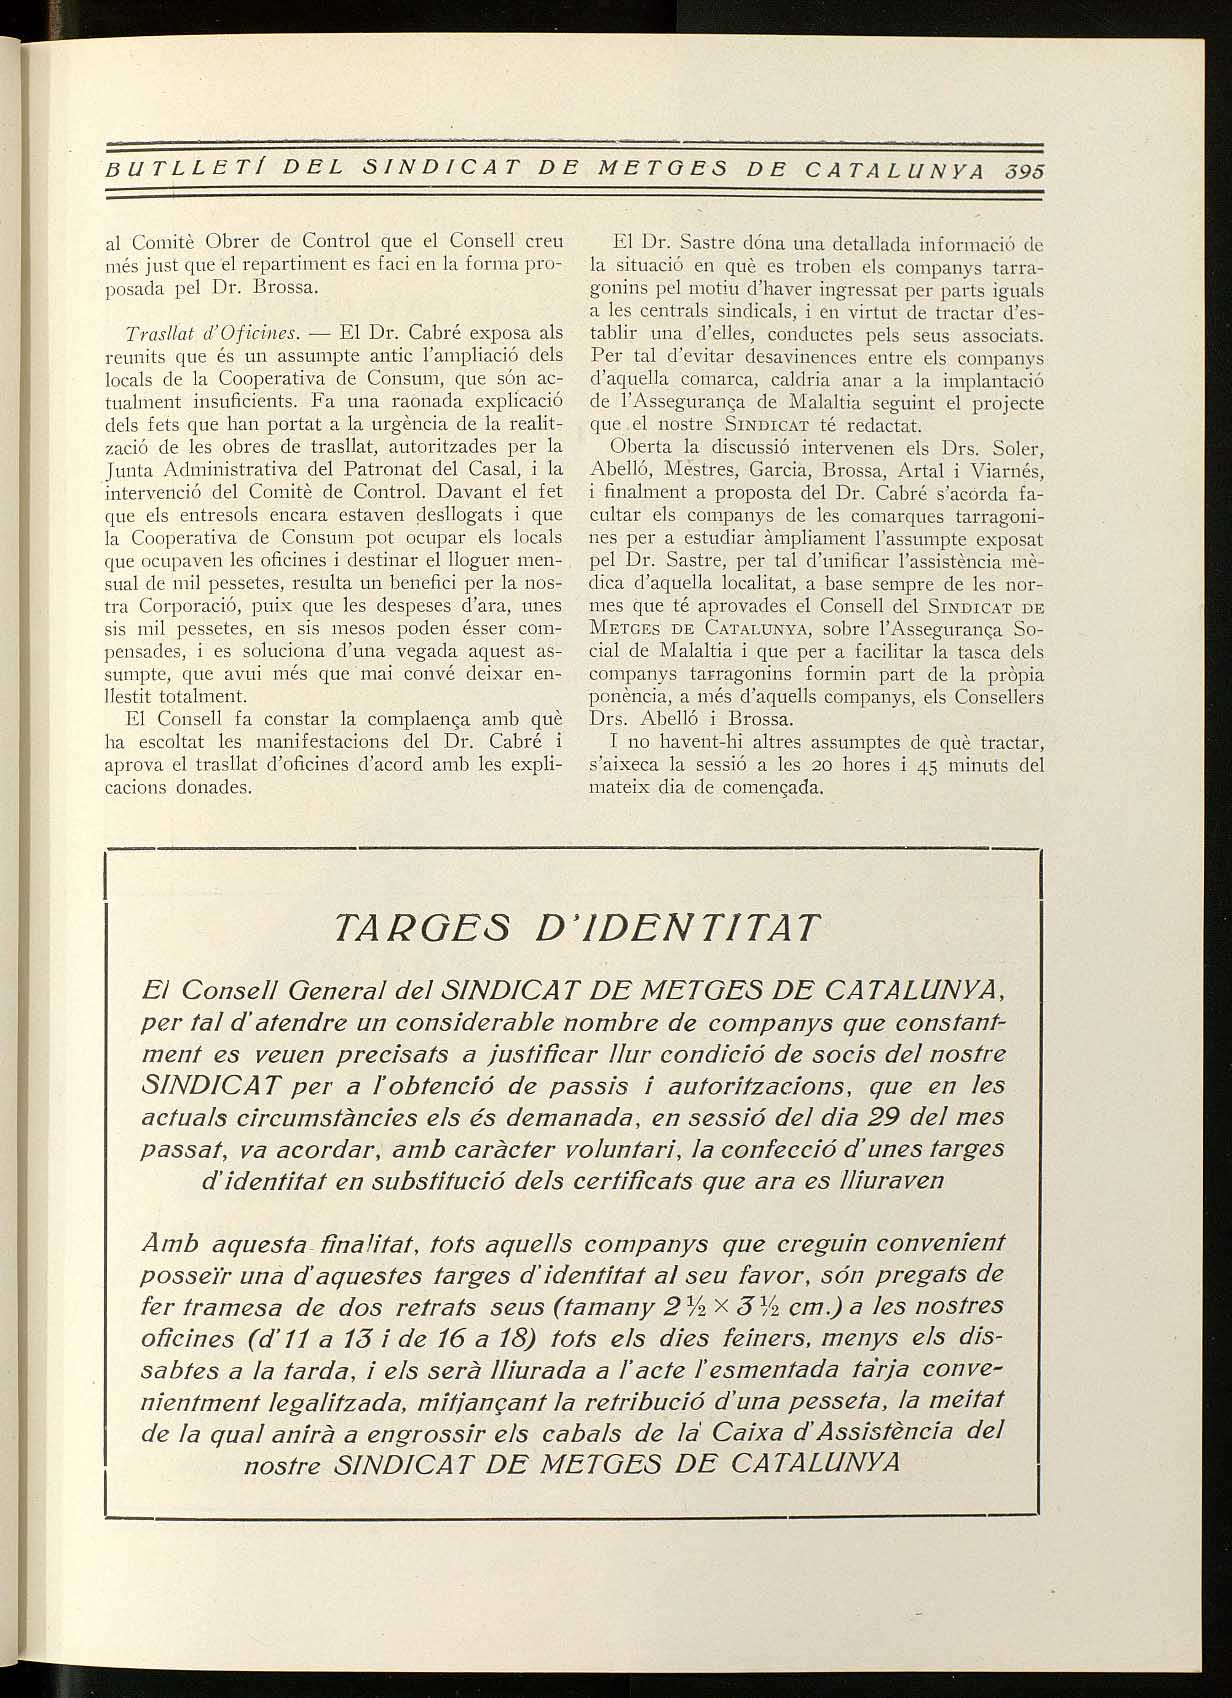 BUTLLETÍ DEL SINDICAT DE METGES DE CATALUNYA 395
al Comitè Obrer de Control que el Consell creu
més just que el repartiment es faci en la forma pro-
posada pel Dr. Brossa.
Trasllat d'Oficines. — El Dr. Cabré exposa als
reunits que és un assumpte antic l'ampliació dels
locals de la Cooperativa de Consum, que són ac-
tualment insuficients. Fa una raonada explicació
dels fets que han portat a la urgència de la realit-
zació de les obres de trasllat, autoritzades per la
Junta Administrativa del Patronat del Casal, i la
intervenció del Comitè de Control. Davant el fet
que els entresols encara estaven desllogats i que
la Cooperativa de Consum pot ocupar els locals
que ocupaven les oficines i destinar el lloguer men-
sual de mil pessetes, resulta un benefici per la nos-
tra Corporació, puix que les despeses d'ara, unes
sis mil pessetes, en sis mesos poden ésser com-
pensades, i es soluciona d'una vegada aquest as-
sumpte, que avui més que mai convé deixar en-
llestit totalment.
El Consell fa constar la complaença amb què
ha escoltat les manifestacions del Dr. Cabré i
aprova el trasllat d'oficines d'acord amb les expli-
cacions donades.
El Dr. Sastre dóna una detallada informació de
la situació en què es troben els companys tarra-
gonins pel motiu d'haver ingressat per parts iguals
a les centrals sindicals, i en virtut de tractar d'es-
tablir una d'elles, conductes pels seus associats.
Per tal d'evitar desavinences entre els companys
d'aquella comarca, caldria anar a la implantació
de l'Assegurança de Malaltia seguint el projecte
que el nostre SINDICAT té redactat.
Oberta la discussió intervenen els Drs. Soler,
Abelló, Mèstres, Garcia, Brossa, Artal i Viarnés,
i finalment a proposta del Dr. Cabré s'acorda fa-
cultar els companys de les comarques tarragoni-
nes per a estudiar àmpliament l'assumpte exposat
pel Dr. Sastre, per tal d'unificar l'assistència mè-
dica d'aquella localitat, a base sempre de les nor-
mes que té aprovades el Consell del SINDICAT DE
METGES DE CATALUNYA, sobre l'Assegurança So-
cial de Malaltia i que per a facilitar la tasca dels
companys tarragonins formin part de la pròpia
ponència, a més d'aquells companys, els Consellers
Drs. Abelló i Brossa.
I no havent-hi altres assumptes de què tractar,
s'aixeca la sessió a les 20 hores i 45 minuts del
mateix dia de començada.
TARGES D'IDENTITAT
El Consell General del SINDICAT DE METGES DE CATALUNYA,
per tal d'atendre un considerable nombre de companys que constant-
ment es veuen precisats a justificar llur condició de socis del nostre
SINDICAT per a l'obtenció de passis i autoritzacions, que en les
actuals circumstàncies els és demanada, en sessió del dia 29 del mes
passat, va acordar, amb caràcter voluntari, la confecció d'unes targes
d'identitat en substitució dels certificats que ara es lliuraven
Amb aquesta finalitat, tots aquells companys que creguin convenient
posseïr una d'aquestes targes d'identitat al seu favor, són pregats de
fer tramesa de dos retrats seus (tamany 2 ½ × 3 ½ cm.) a les nostres
oficines (d'11 a 13 i de 16 a 18) tots els dies feiners, menys els dis-
sabtes a la tarda, i els serà lliurada a l'acte l'esmentada tarja conve-
nientment legalitzada, mitjançant la retribució d'una pesseta, la meitat
de la qual anirà a engrossir els cabals de la Caixa d'Assistència del
nostre SINDICAT DE METGES DE CATALUNYA